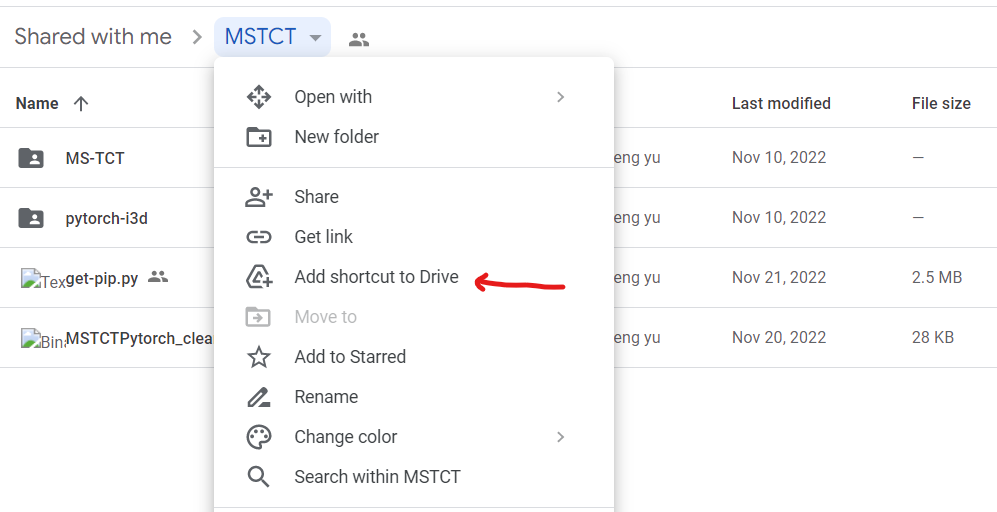 Shared with me > MSTCT
Name Last modified File size
Open with
New folder
MS-TCT eng yu Nov 10, 2022 —
Share
pytorch-i3d eng yu Nov 10, 2022 —
Get link
Tex get-pip.py Add shortcut to Drive eng yu Nov 21, 2022 2.5 MB
Move to
Bin MSTCTPytorch_clea eng yu Nov 20, 2022 28 KB
Add to Starred
Rename
Change color
Search within MSTCT